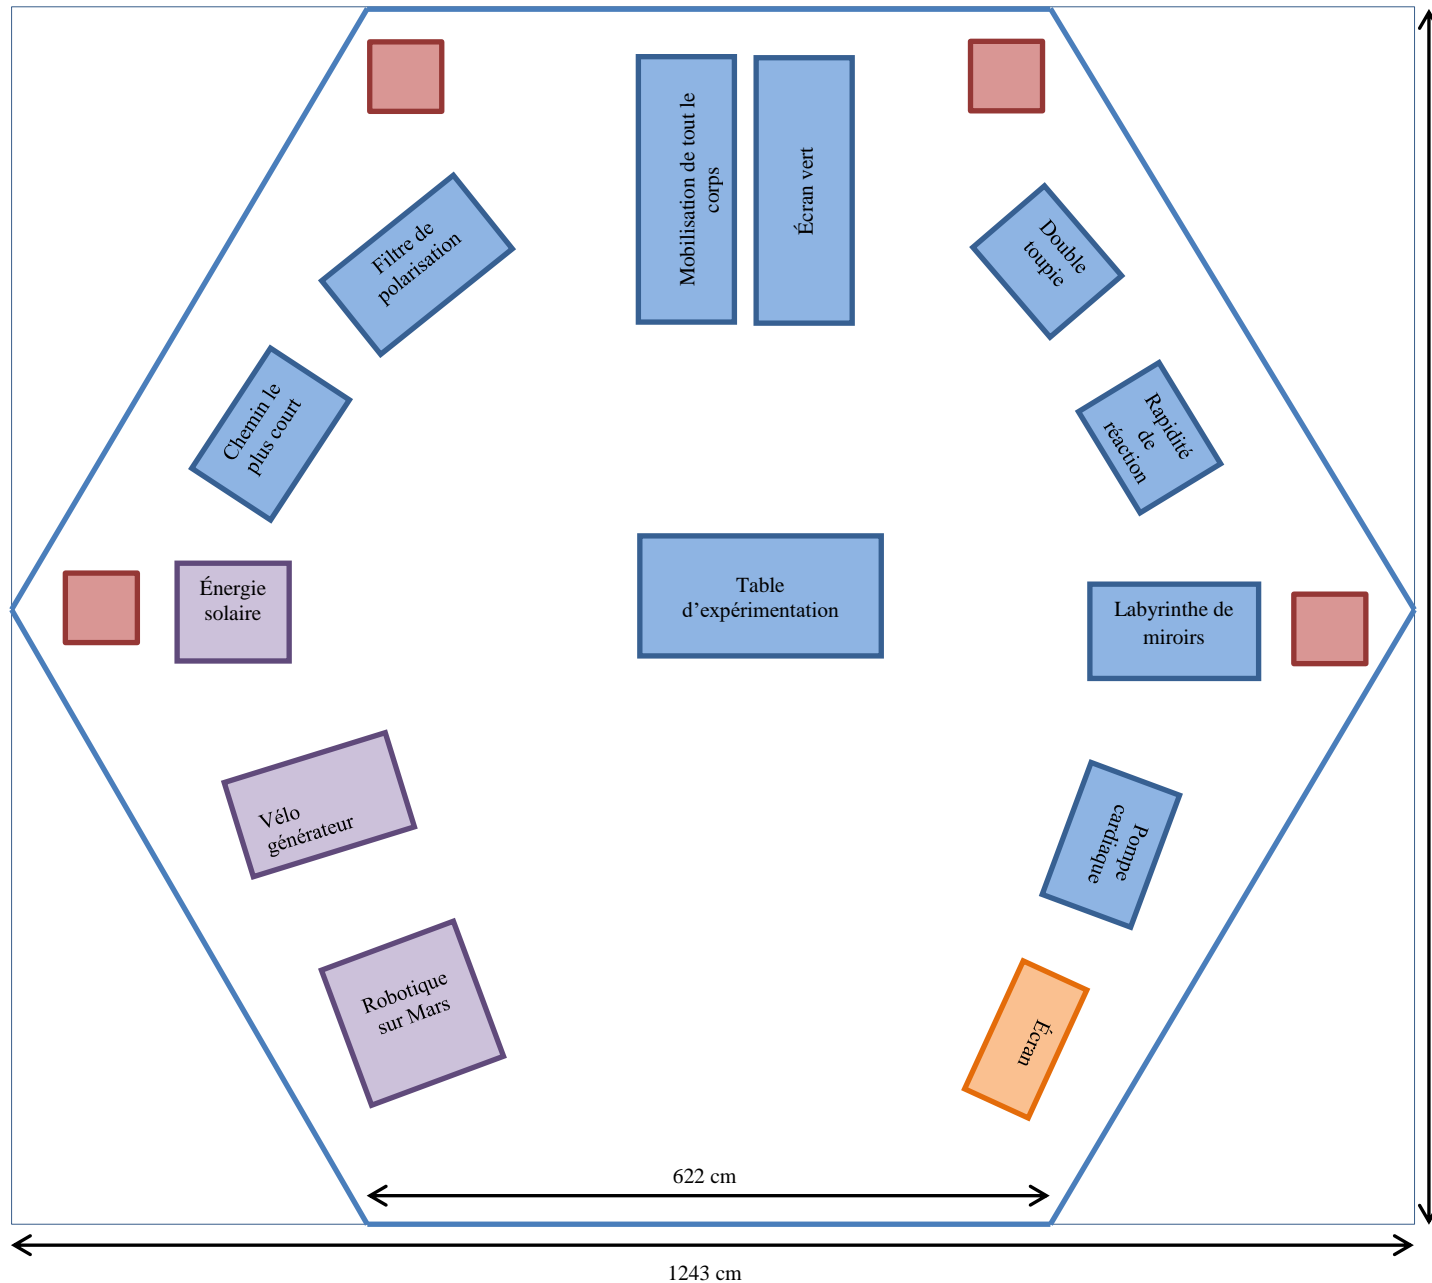 Mobilisation de tout le
corps
Écran vert
Filtre de
polarisation
Double
toupie
Chemin le
plus court
Rapidité
de
réaction
Énergie
solaire
Table
d’expérimentation
Labyrinthe de
miroirs
Vélo
générateur
Pompe
cardiaque
Robotique
sur Mars
Écran
622 cm
1243 cm